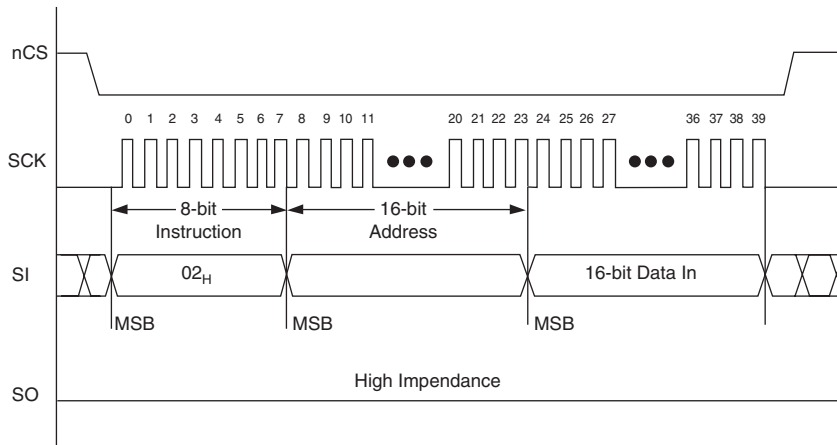 nCS
0 1 2 3 4 5 6 7 8 9 10 11 20 21 22 23 24 25 26 27 36 37 38 39
SCK
8-bit
Instruction
16-bit
Address
SI
02H
16-bit Data In
MSB
MSB
MSB
High Impendance
SO